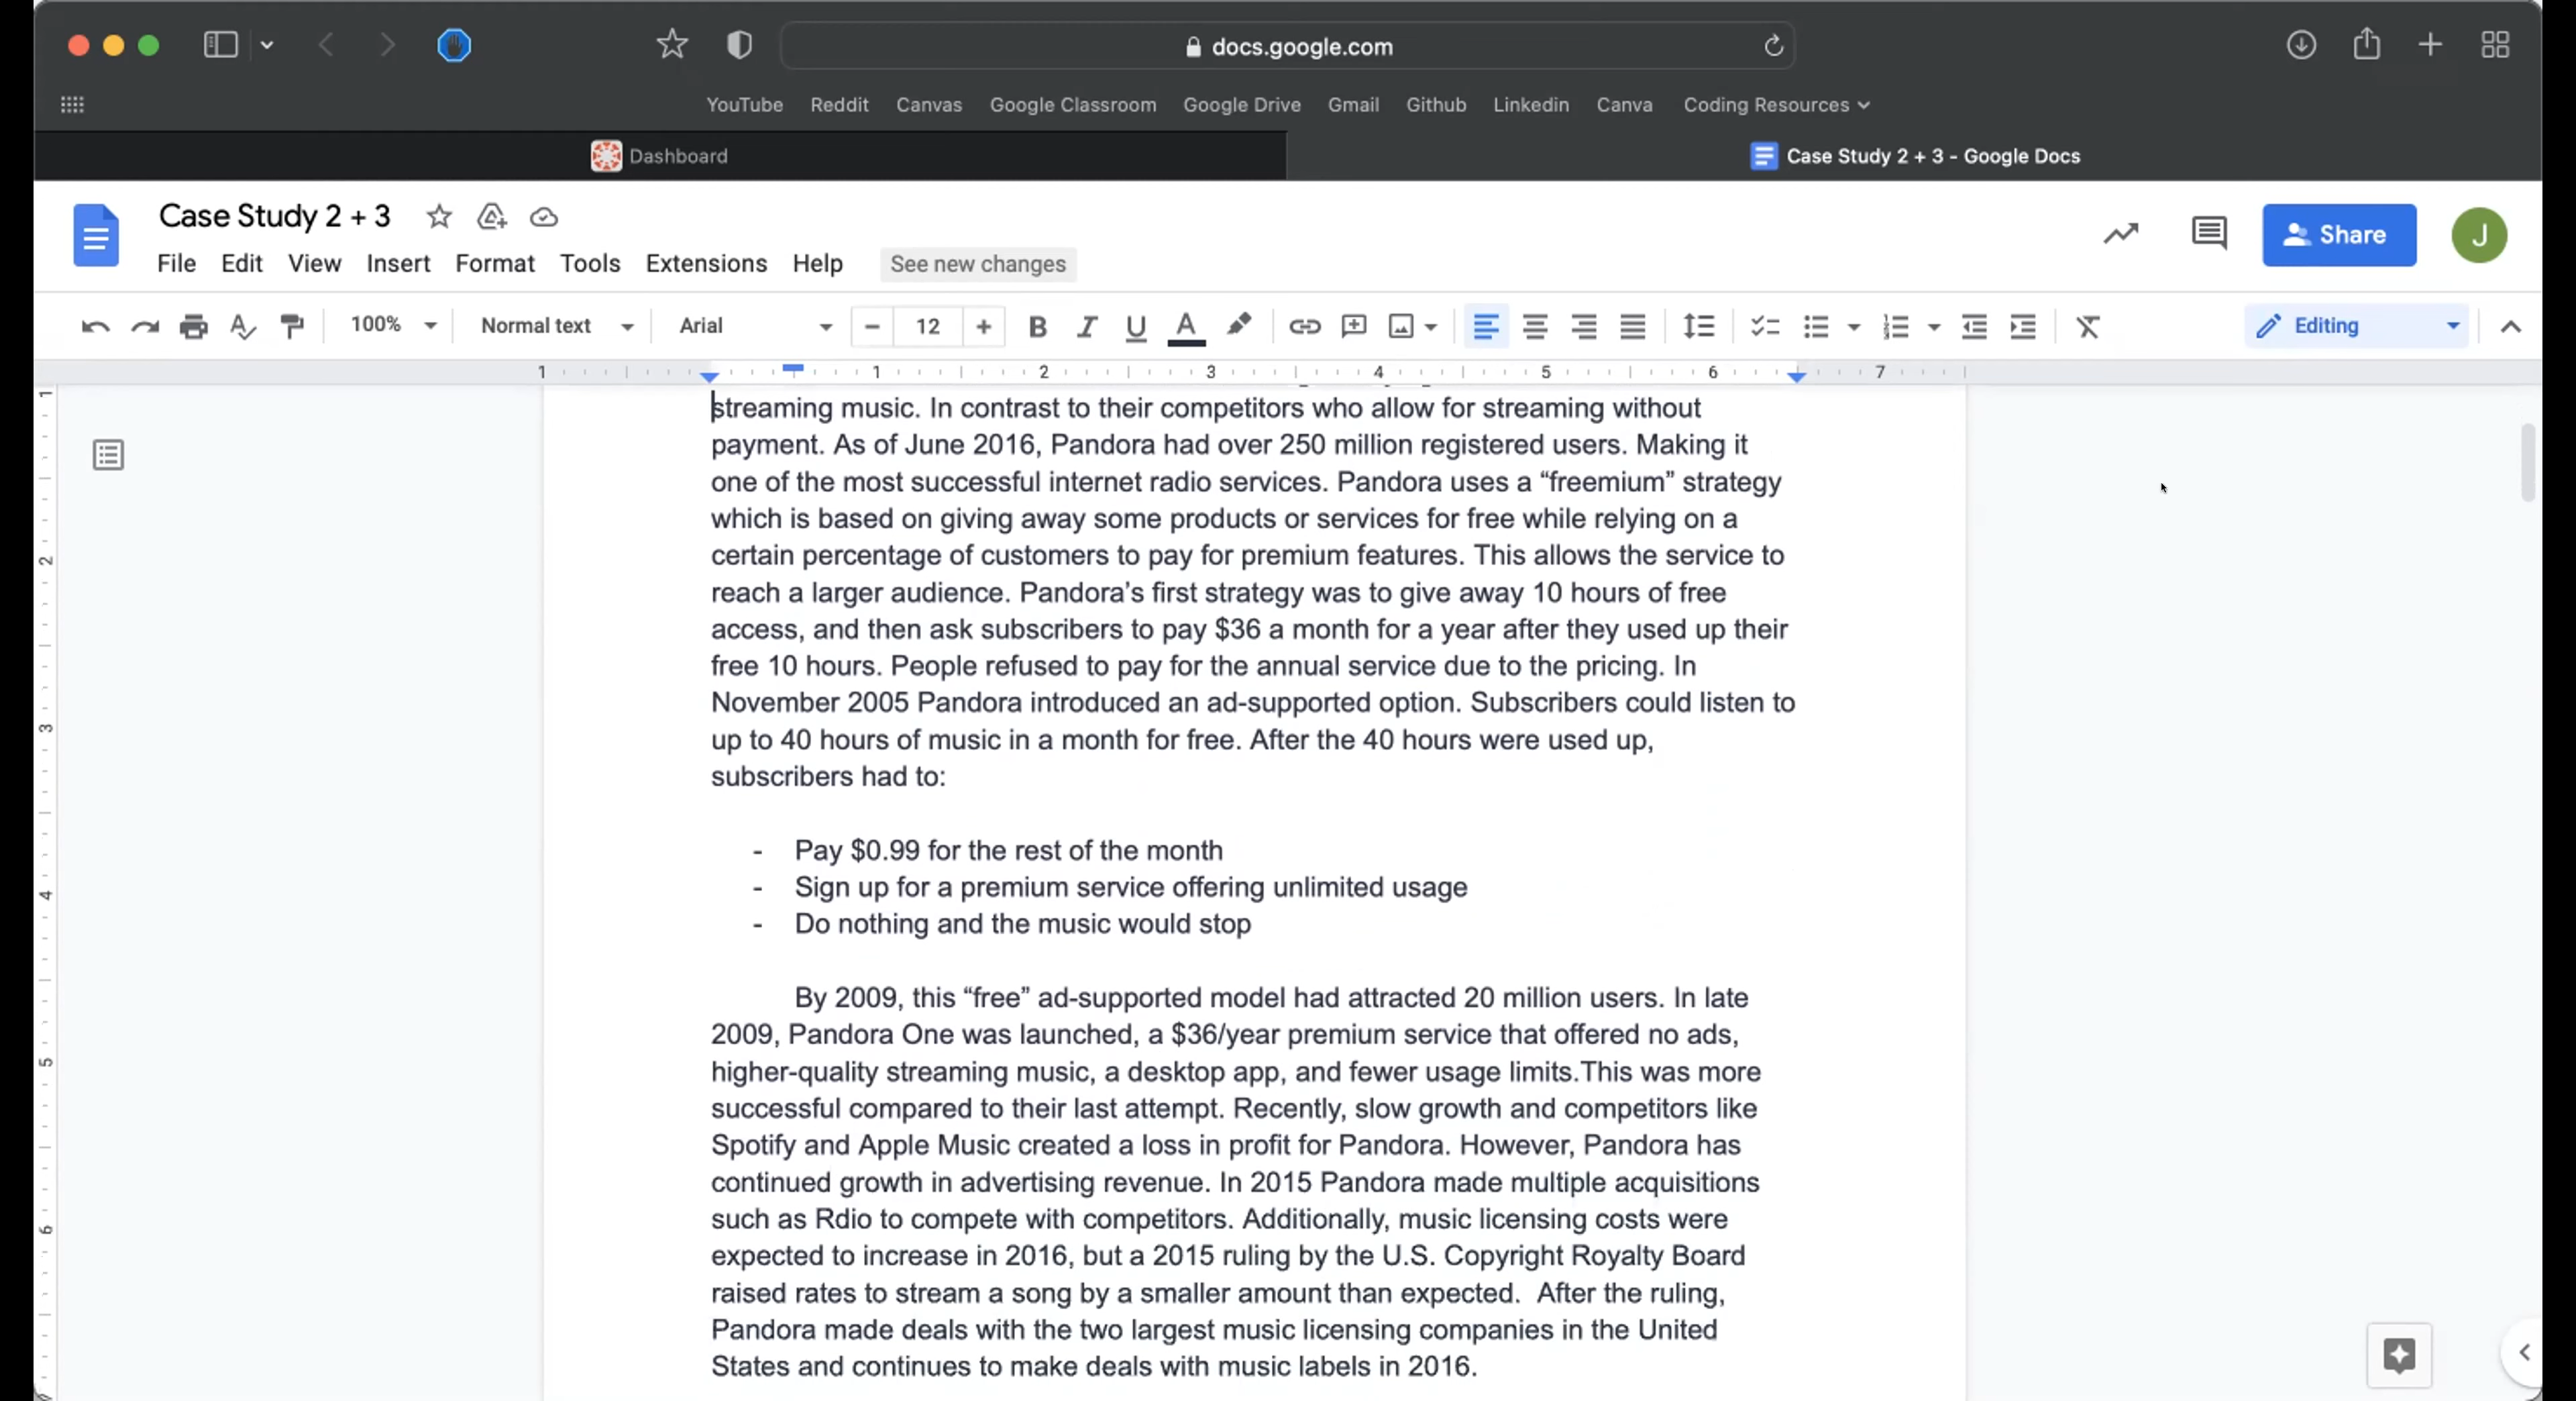 docs.google.com
YouTube Reddit Canvas Google Classroom Google Drive Gmail Github Linkedin Canva Coding Resources
Dashboard
Case Study 2 + 3 - Google Docs
Case Study 2 + 3
File Edit View Insert Format Tools Extensions Help See new changes
Share
J
100% Normal text Arial 12 Editing
1 1 2 3 4 5 6 7
streaming music. In contrast to their competitors who allow for streaming without
payment. As of June 2016, Pandora had over 250 million registered users. Making it
one of the most successful internet radio services. Pandora uses a “freemium” strategy
which is based on giving away some products or services for free while relying on a
certain percentage of customers to pay for premium features. This allows the service to
reach a larger audience. Pandora’s first strategy was to give away 10 hours of free
access, and then ask subscribers to pay $36 a month for a year after they used up their
free 10 hours. People refused to pay for the annual service due to the pricing. In
November 2005 Pandora introduced an ad-supported option. Subscribers could listen to
up to 40 hours of music in a month for free. After the 40 hours were used up,
subscribers had to:
- Pay $0.99 for the rest of the month
- Sign up for a premium service offering unlimited usage
- Do nothing and the music would stop
By 2009, this “free” ad-supported model had attracted 20 million users. In late
2009, Pandora One was launched, a $36/year premium service that offered no ads,
higher-quality streaming music, a desktop app, and fewer usage limits.This was more
successful compared to their last attempt. Recently, slow growth and competitors like
Spotify and Apple Music created a loss in profit for Pandora. However, Pandora has
continued growth in advertising revenue. In 2015 Pandora made multiple acquisitions
such as Rdio to compete with competitors. Additionally, music licensing costs were
expected to increase in 2016, but a 2015 ruling by the U.S. Copyright Royalty Board
raised rates to stream a song by a smaller amount than expected.  After the ruling,
Pandora made deals with the two largest music licensing companies in the United
States and continues to make deals with music labels in 2016.
1
2
3
4
5
6